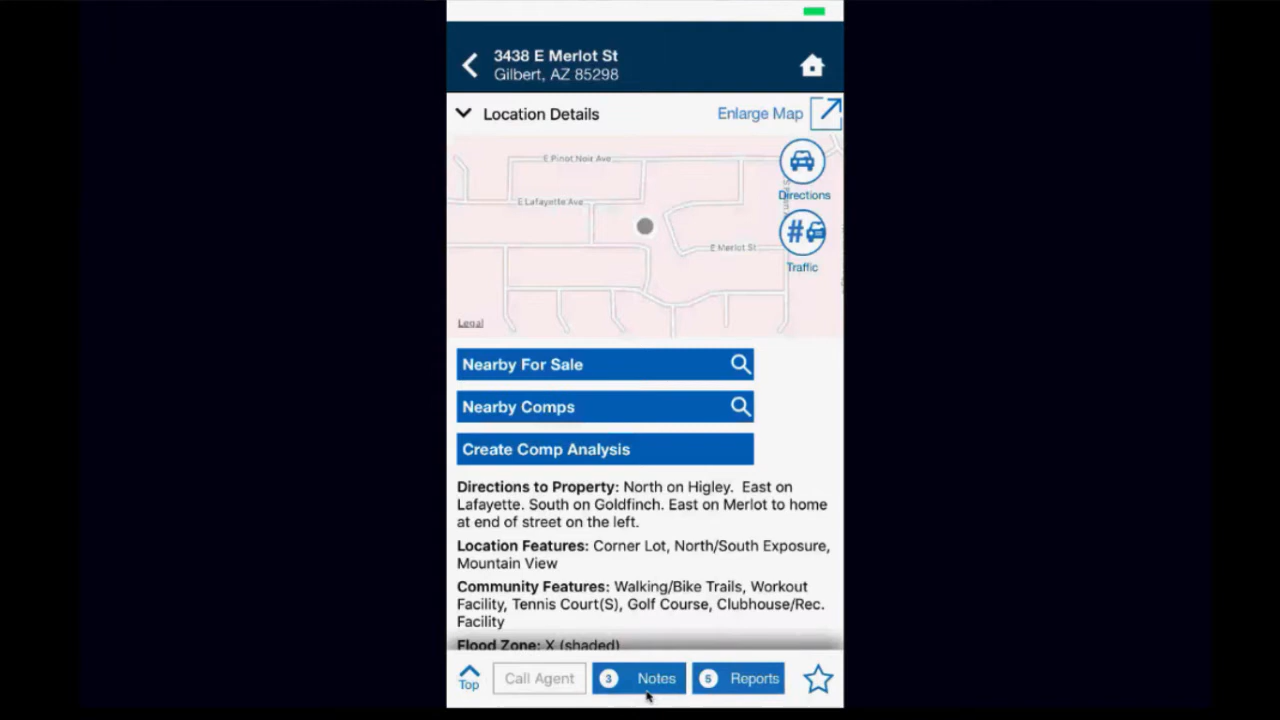 3438 E Merlot St
Gilbert, AZ 85298
Location Details
Enlarge Map
E Pinot Noir Ave
Directions
E Lafayette Ave
E Merlot St
Traffic
Legal
Nearby For Sale
Nearby Comps
Create Comp Analysis
Directions to Property: North on Higley. East on
Lafayette. South on Goldfinch. East on Merlot to home
at end of street on the left.
Location Features: Corner Lot, North/South Exposure,
Mountain View
Community Features: Walking/Bike Trails, Workout
Facility, Tennis Court(S), Golf Course, Clubhouse/Rec.
Facility
Flood Zone: X (shaded)
Top
Call Agent
3 Notes
5 Reports